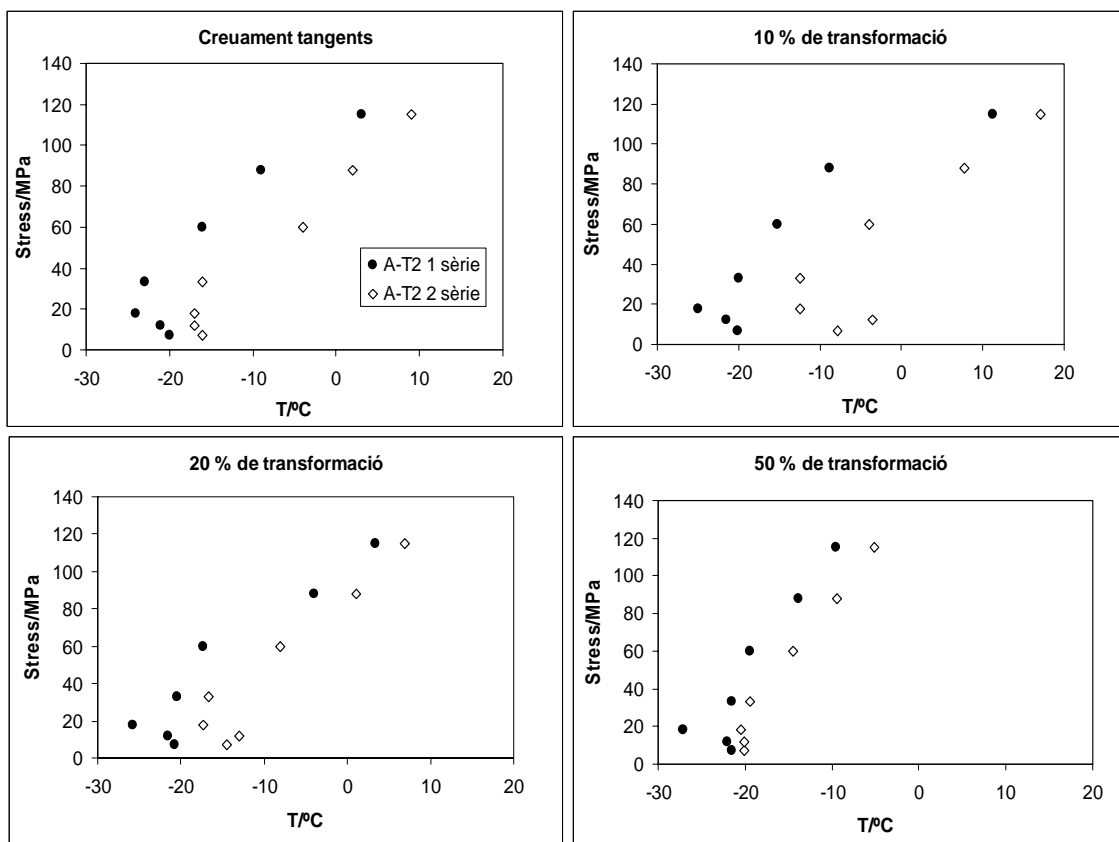 Creuament tangents
140
120
100
80
60
40
20
0
-30 -20 -10 0 10 20
Stress/MPa
T/ºC
A-T2 1 sèrie
A-T2 2 sèrie
10 % de transformació
140
120
100
80
60
40
20
0
-30 -20 -10 0 10 20
Stress/MPa
T/ºC
20 % de transformació
140
120
100
80
60
40
20
0
-30 -20 -10 0 10 20
Stress/MPa
T/ºC
50 % de transformació
140
120
100
80
60
40
20
0
-30 -20 -10 0 10 20
Stress/MPa
T/ºC